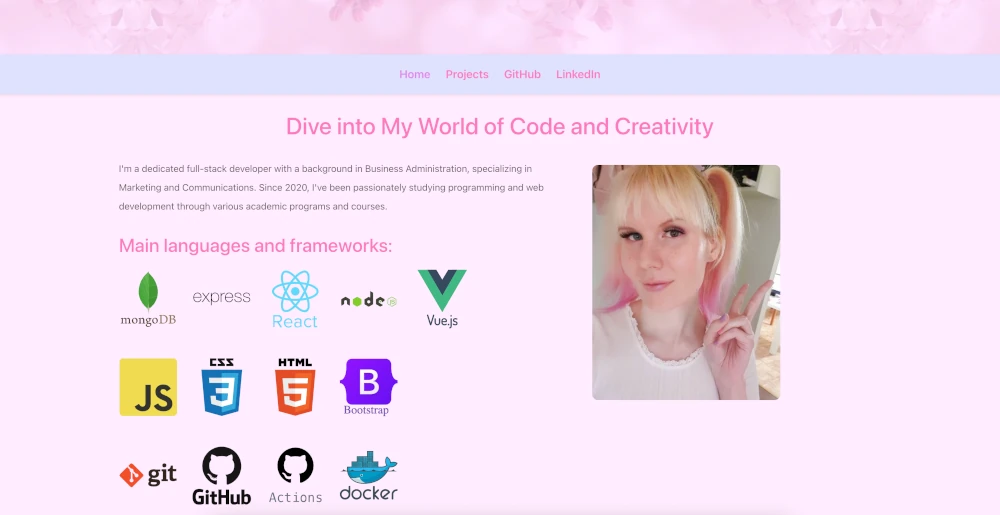 Home Projects GitHub LinkedIn
Dive into My World of Code and Creativity
I'm a dedicated full-stack developer with a background in Business Administration, specializing in
Marketing and Communications. Since 2020, I've been passionately studying programming and web
development through various academic programs and courses.
Main languages and frameworks:
mongoDB express React node JS Vue.js
JS CSS 3 HTML 5 B Bootstrap
git GitHub Actions docker